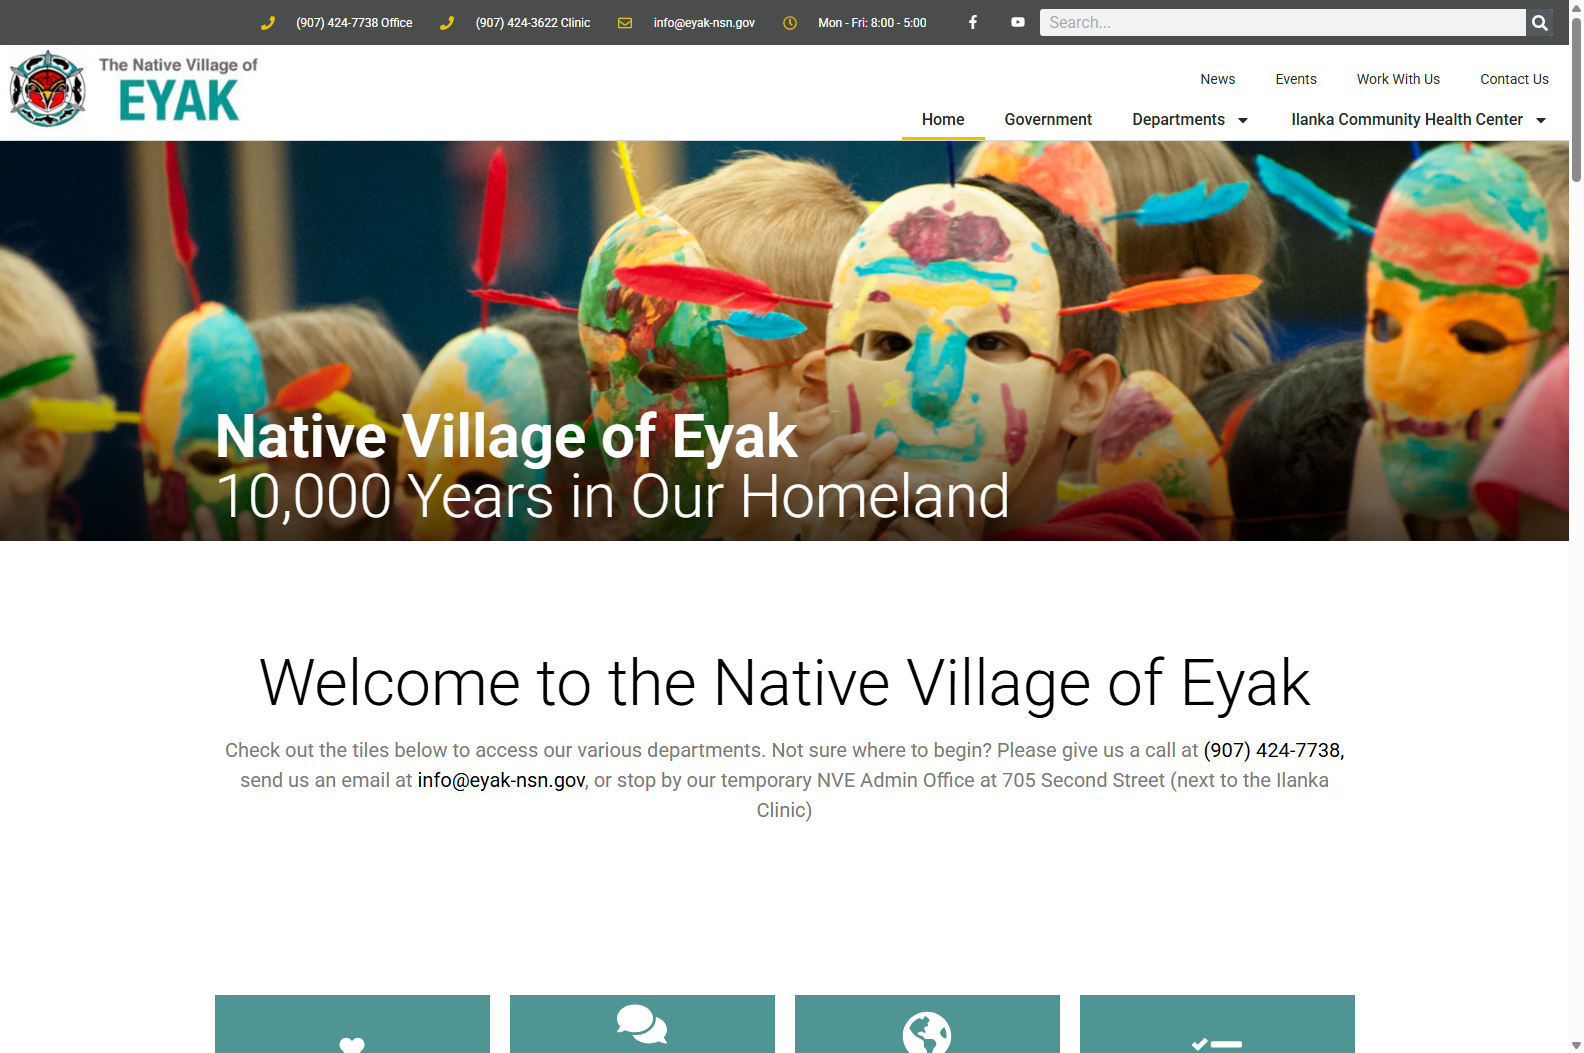 (907) 424-7738 Office
(907) 424-3622 Clinic
info@eyak-nsn.gov
Mon - Fri: 8:00 - 5:00
Search...
The Native Village of
EYAK
News
Events
Work With Us
Contact Us
Home
Government
Departments
Ilanka Community Health Center
Native Village of Eyak
10,000 Years in Our Homeland
Welcome to the Native Village of Eyak
Check out the tiles below to access our various departments. Not sure where to begin? Please give us a call at (907) 424-7738,
send us an email at info@eyak-nsn.gov, or stop by our temporary NVE Admin Office at 705 Second Street (next to the Ilanka
Clinic)